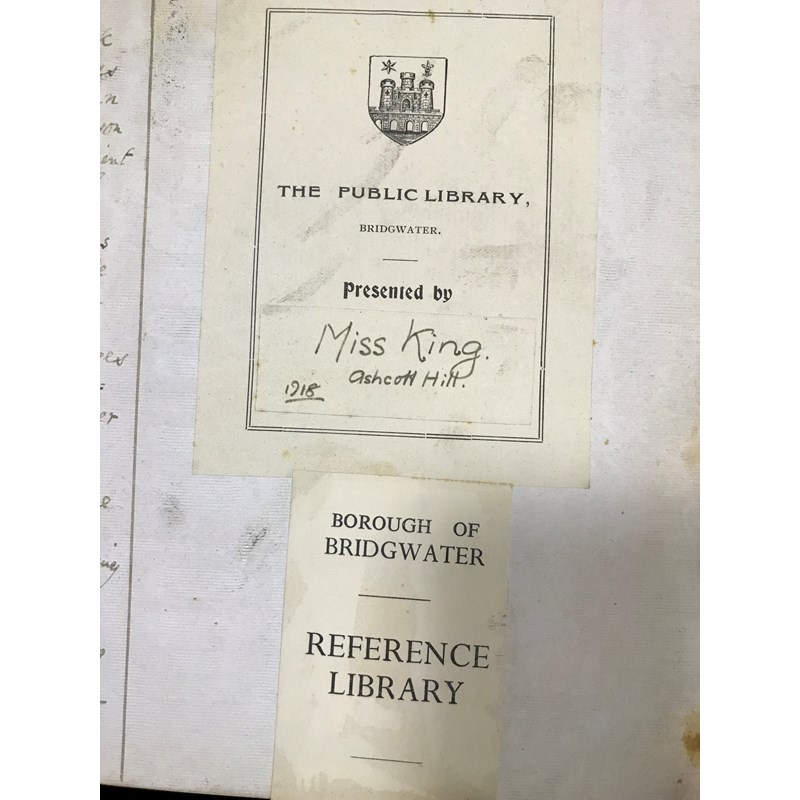 THE PUBLIC LIBRARY,
BRIDGWATER.
Presented by
Miss King.
Ashcott Hill.
1918
BOROUGH OF
BRIDGWATER
REFERENCE
LIBRARY